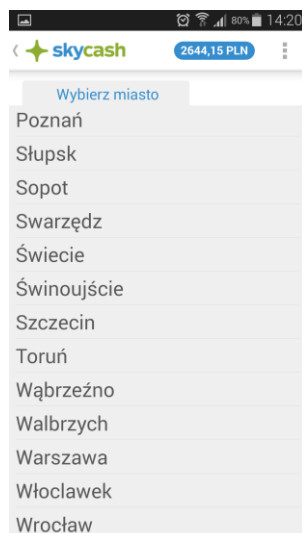 80% 14:20
skycash 2644,15 PLN
Wybierz miasto
Poznań
Słupsk
Sopot
Swarzędz
Świecie
Świnoujście
Szczecin
Toruń
Wąbrzeźno
Walbrzych
Warszawa
Włoclawek
Wrocław